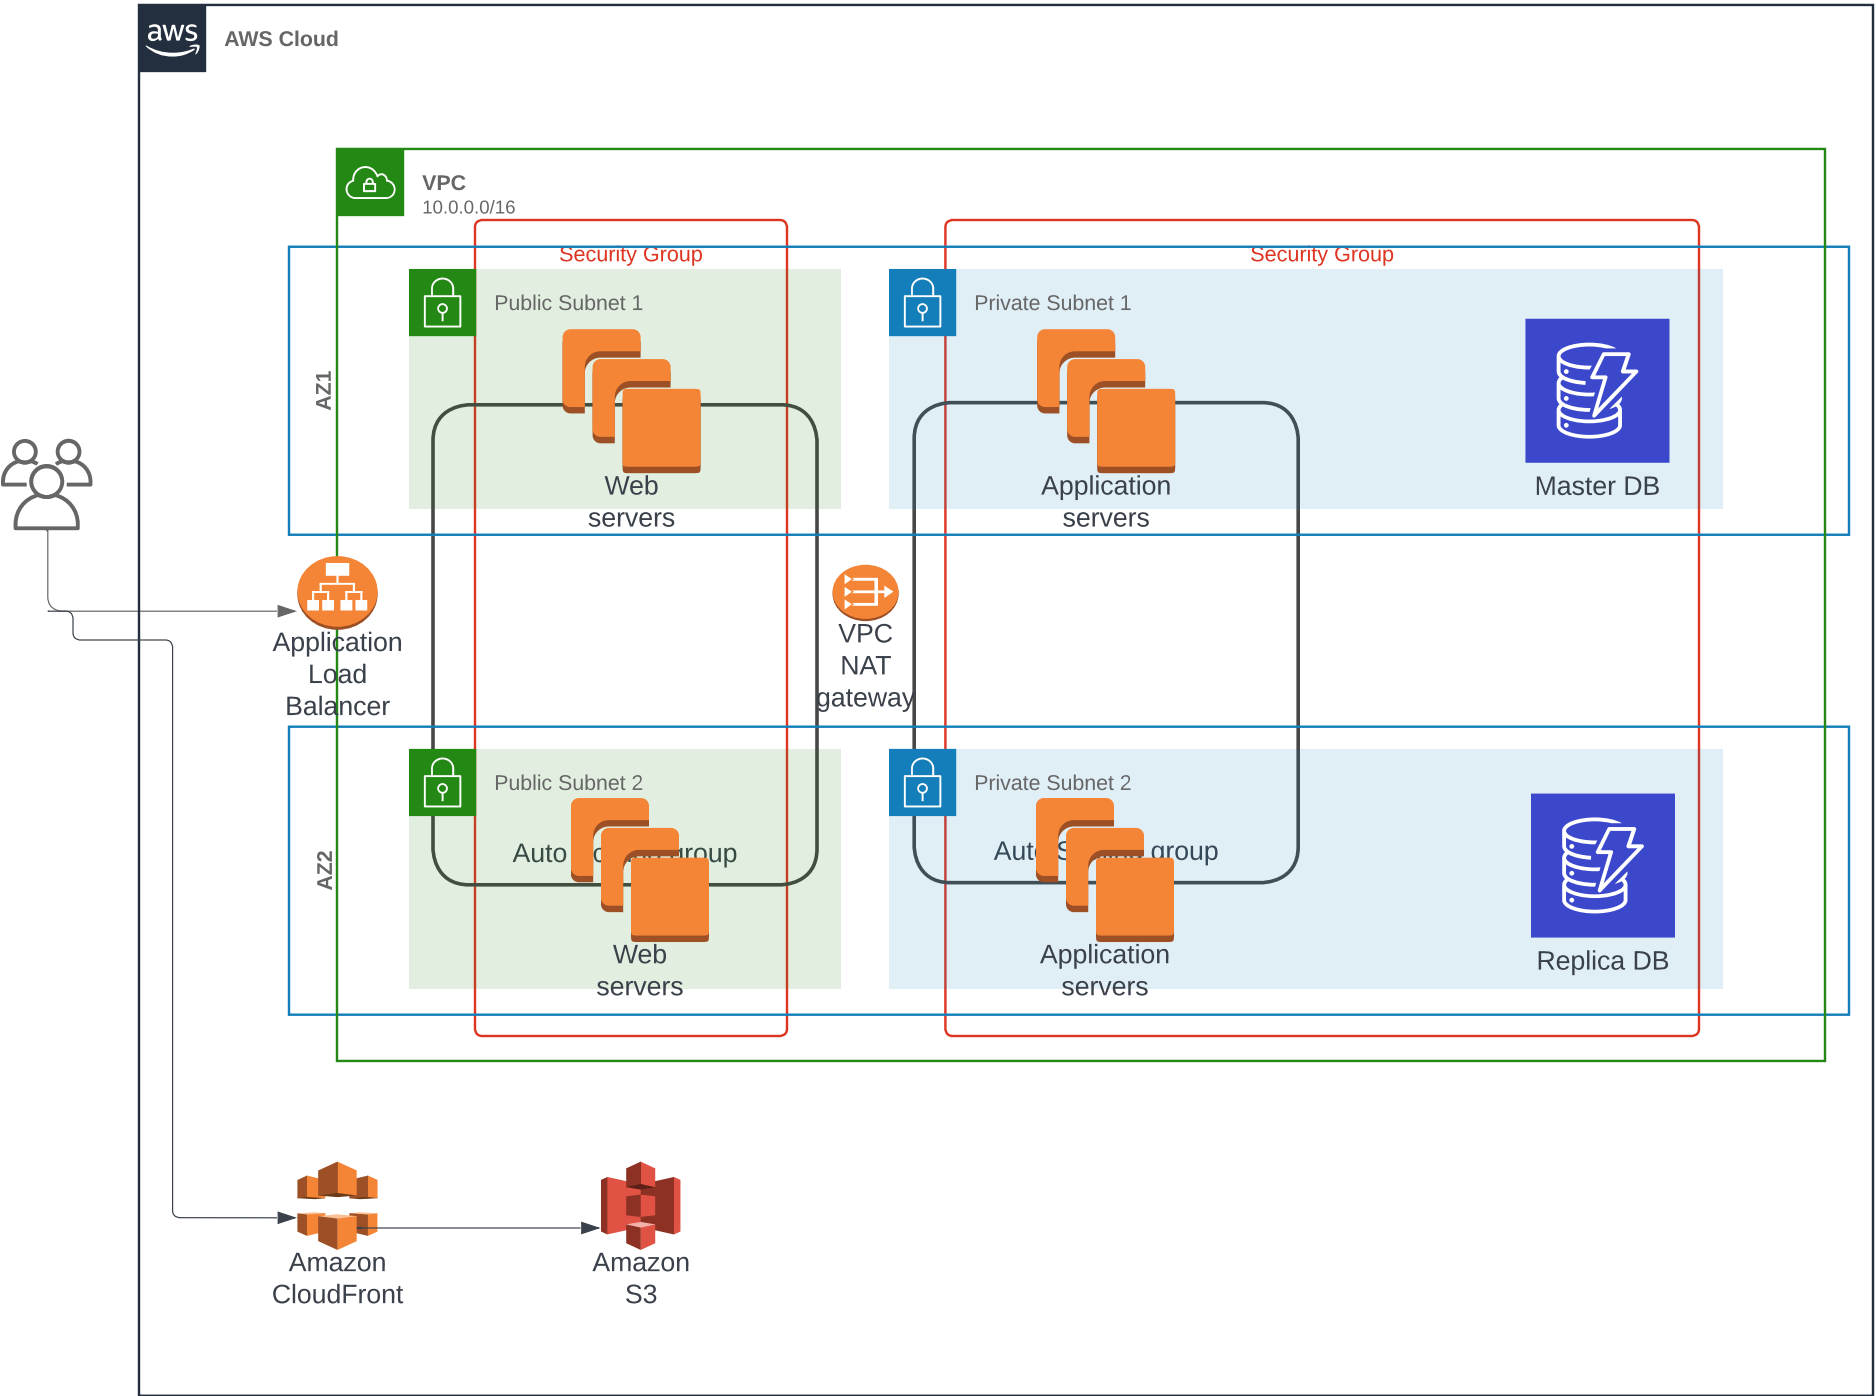 aws
AWS Cloud
VPC
10.0.0.0/16
Security Group
Security Group
AZ1
Public Subnet 1
Web
servers
Private Subnet 1
Application
servers
Master DB
Application
Load
Balancer
VPC
NAT
gateway
AZ2
Public Subnet 2
Auto group
Web
servers
Private Subnet 2
Auto group
Application
servers
Replica DB
Amazon
CloudFront
Amazon
S3